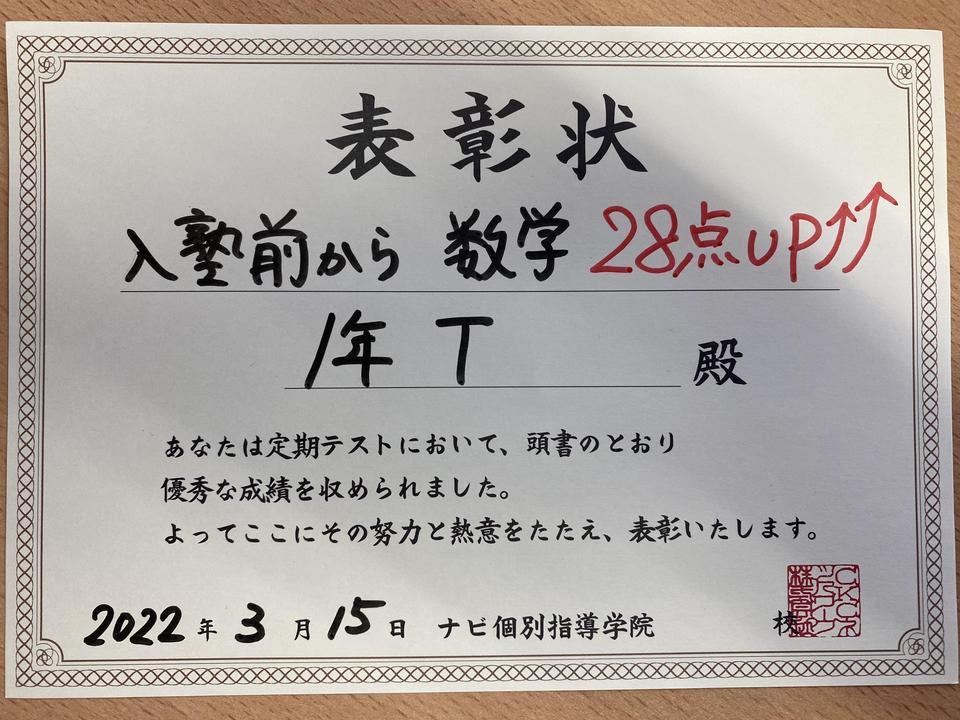 表彰状
入塾前から 数学 28点UP↑↑
1年 T 殿
あなたは定期テストにおいて、頭書のとおり
優秀な成績を収められました。
よってここにその努力と熱意をたたえ、表彰いたします。
2022年3月15日 ナビ個別指導学院 校